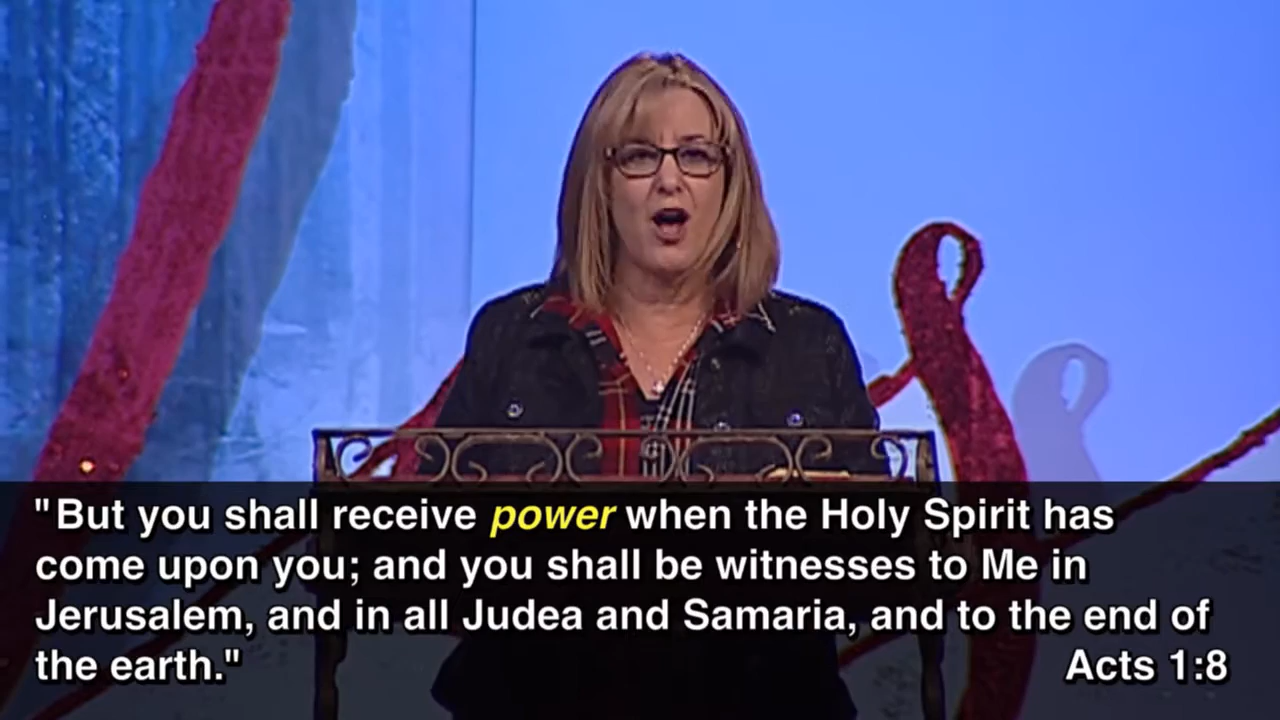 "But you shall receive power when the Holy Spirit has
come upon you; and you shall be witnesses to Me in
Jerusalem, and in all Judea and Samaria, and to the end of
the earth."
Acts 1:8